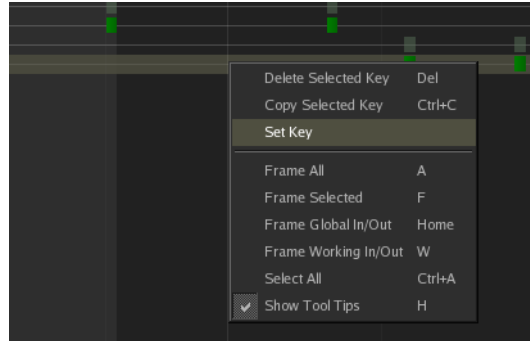 Delete Selected Key Del
Copy Selected Key Ctrl+C
Set Key
Frame All A
Frame Selected F
Frame Global In/Out Home
Frame Working In/Out W
Select All Ctrl+A
Show Tool Tips H